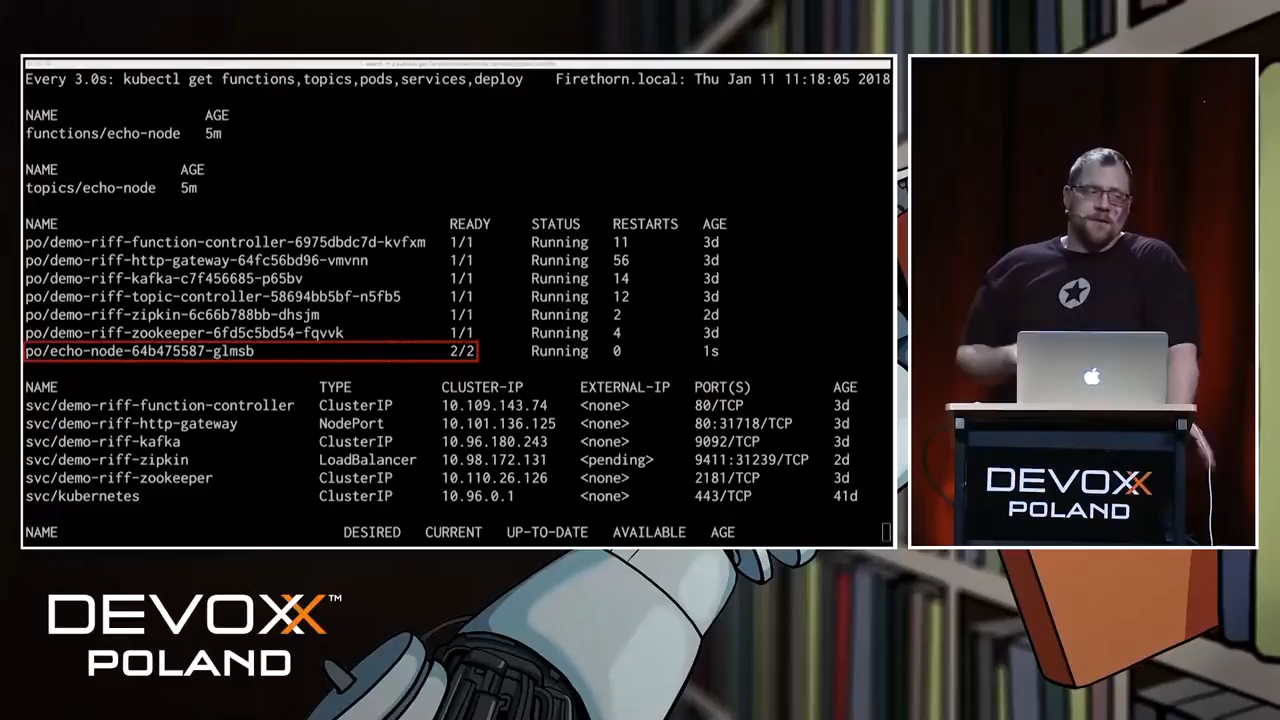 Every 3.0s: kubectl get functions,topics,pods,services,deploy Firethorn.local: Thu Jan 11 11:18:05 2018
NAME AGE
functions/echo-node 5m
NAME AGE
topics/echo-node 5m
NAME READY STATUS RESTARTS AGE
po/demo-riff-function-controller-6975dbdc7d-kvfxm 1/1 Running 11 3d
po/demo-riff-http-gateway-64fc56bd96-vmvnn 1/1 Running 56 3d
po/demo-riff-kafka-c7f456685-p65bv 1/1 Running 14 3d
po/demo-riff-topic-controller-58694bb5bf-n5fb5 1/1 Running 12 3d
po/demo-riff-zipkin-6c66b788bb-dhsjm 1/1 Running 2 2d
po/demo-riff-zookeeper-6fd5c5bd54-fqvvk 1/1 Running 4 3d
po/echo-node-64b475587-glmsb 2/2 Running 0 1s
NAME TYPE CLUSTER-IP EXTERNAL-IP PORT(S) AGE
svc/demo-riff-function-controller ClusterIP 10.109.143.74 <none> 80/TCP 3d
svc/demo-riff-http-gateway NodePort 10.101.136.125 <none> 80:31718/TCP 3d
svc/demo-riff-kafka ClusterIP 10.96.180.243 <none> 9092/TCP 3d
svc/demo-riff-zipkin LoadBalancer 10.98.172.131 <pending> 9411:31239/TCP 2d
svc/demo-riff-zookeeper ClusterIP 10.110.26.126 <none> 2181/TCP 3d
svc/kubernetes ClusterIP 10.96.0.1 <none> 443/TCP 41d
NAME DESIRED CURRENT UP-TO-DATE AVAILABLE AGE
DEVOXX
POLAND
DEVOXX™
POLAND